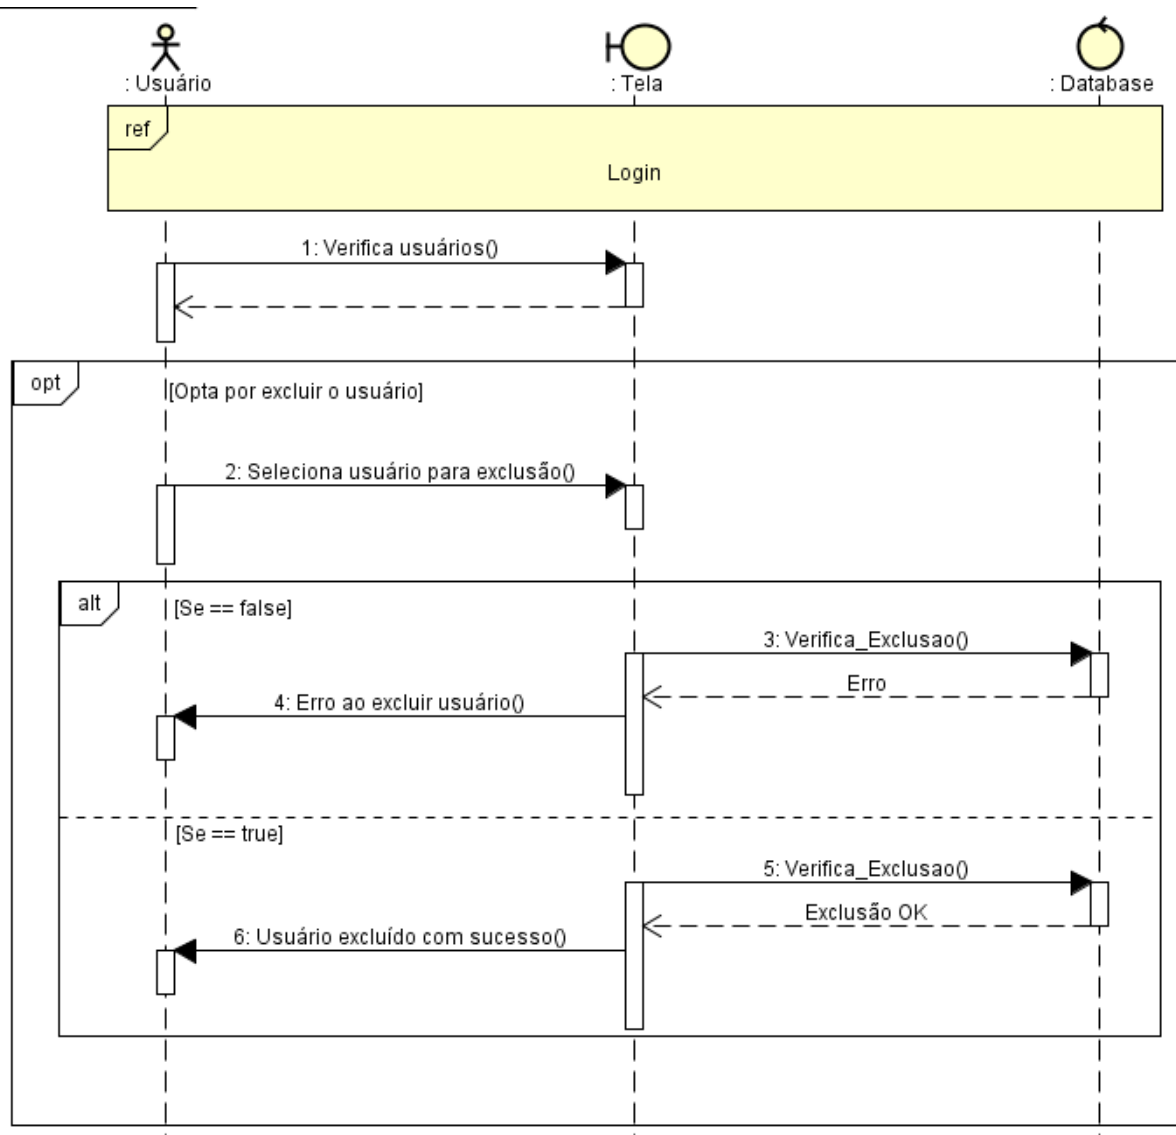 : Usuário
: Tela
: Database
ref
Login
1: Verifica usuários()
opt
[Opta por excluir o usuário]
2: Seleciona usuário para exclusão()
alt
[Se == false]
3: Verifica_Exclusao()
Erro
4: Erro ao excluir usuário()
[Se == true]
5: Verifica_Exclusao()
Exclusão OK
6: Usuário excluído com sucesso()